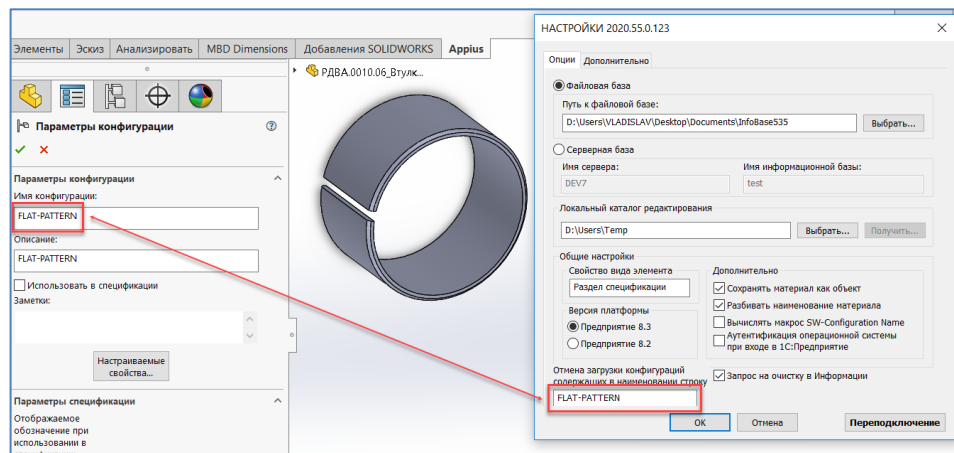 Элементы Эскиз Анализировать MBD Dimensions Добавления SOLIDWORKS Appius
РДВА.0010.06_Втулк...
Параметры конфигурации
Параметры конфигурации
Имя конфигурации:
FLAT-PATTERN
Описание:
FLAT-PATTERN
Использовать в спецификации
Заметки:
Настраиваемые
свойства...
Параметры спецификации
Отображаемое
обозначение при
использовании в
НАСТРОЙКИ 2020.55.0.123
Опции Дополнительно
Файловая база
Путь к файловой базе:
D:\Users\VLADISLAV\Desktop\Documents\InfoBase535 Выбрать...
Серверная база
Имя сервера: Имя информационной базы:
DEV7 test
Локальный каталог редактирования
D:\Users\Temp Выбрать... Получить...
Общие настройки
Свойство вида элемента Дополнительно
Раздел спецификации Сохранять материал как объект
Разбивать наименование материала
Версия платформы Вычислять макрос SW-Configuration Name
Предприятие 8.3 Аутентификация операционной системы
при входе в 1С:Предприятие
Предприятие 8.2
Отмена загрузки конфигураций
содержащих в наименовании строку Запрос на очистку в Информации
FLAT-PATTERN
ОК Отмена Переподключение